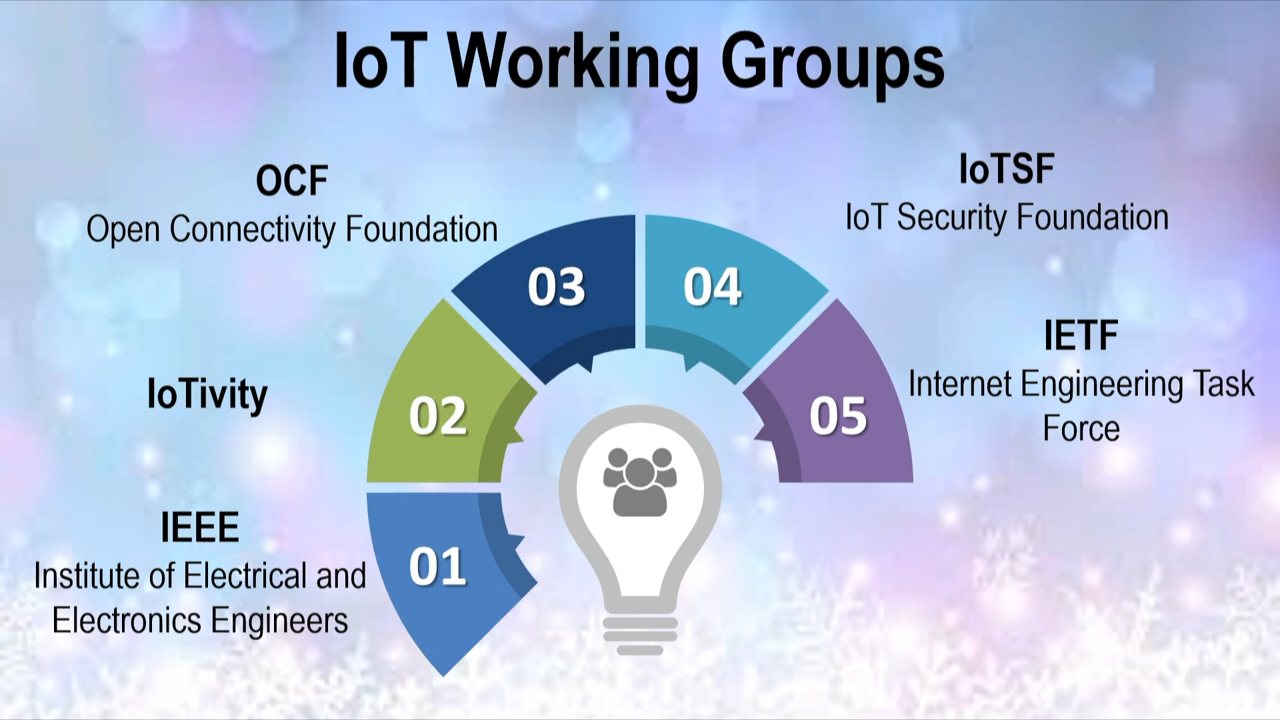 IoT Working Groups
OCF
Open Connectivity Foundation
IoTSF
IoT Security Foundation
03
04
IETF
Internet Engineering Task
Force
IoTivity
02
05
IEEE
Institute of Electrical and
Electronics Engineers
01